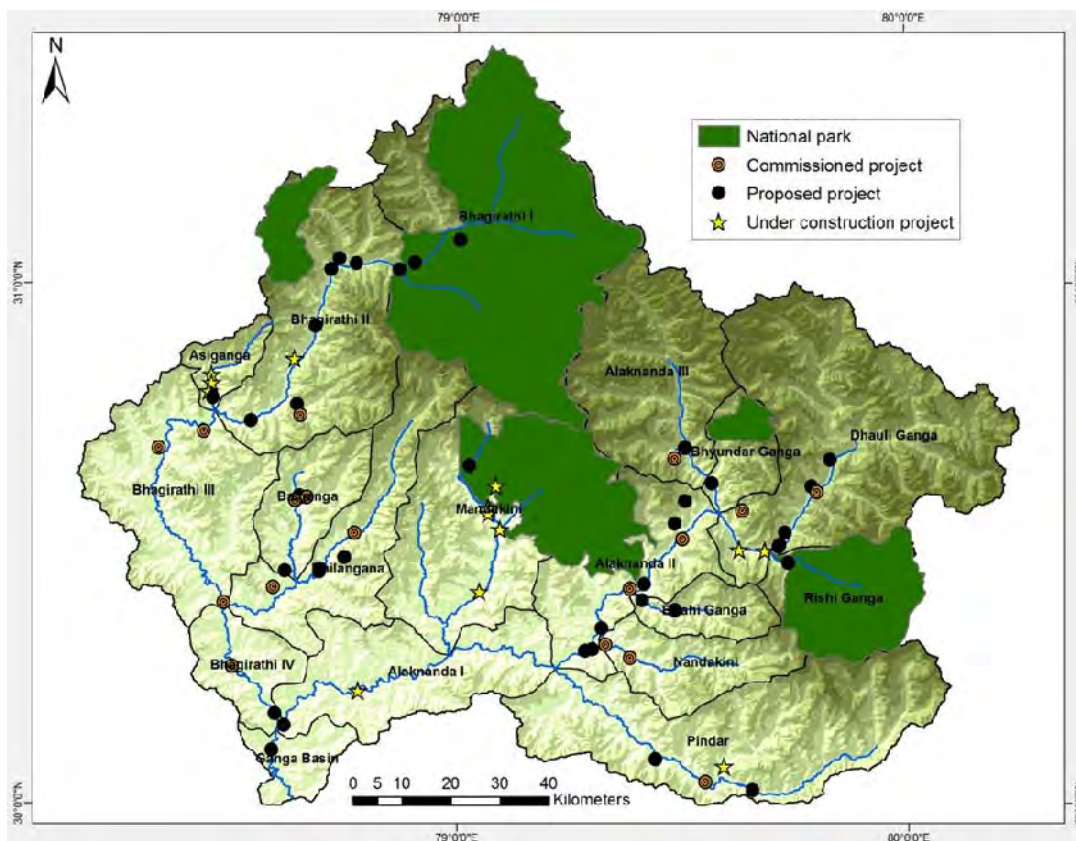 79°0'0"E
80°0'0"E
N
National park
Commissioned project
Proposed project
Under construction project
Bhagirathi I
31°0'0"N
Bhagirathi II
Asiganga
Alaknanda III
Dhauli Ganga
Bhyundar Ganga
Bhagirathi III
Mandakini
Alaknanda II
Rishi Ganga
Nandakini
Bhagirathi IV
Alaknanda I
Pindar
Ganga Basin
0 5 10 20 30 40
Kilometers
30°0'0"N
79°0'0"E
80°0'0"E